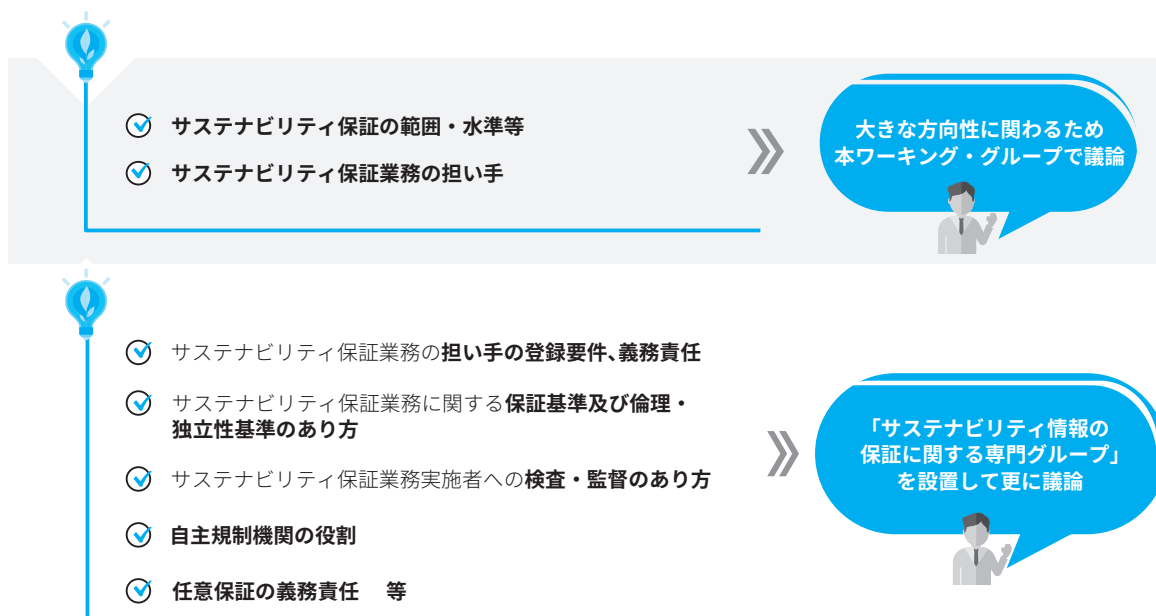 サステナビリティ保証の範囲・水準等
サステナビリティ保証業務の担い手
大きな方向性に関わるため
本ワーキング・グループで議論
サステナビリティ保証業務の担い手の登録要件、義務責任
サステナビリティ保証業務に関する保証基準及び倫理・
独立性基準のあり方
サステナビリティ保証業務実施者への検査・監督のあり方
自主規制機関の役割
任意保証の義務責任　等
「サステナビリティ情報の
保証に関する専門グループ」
を設置して更に議論